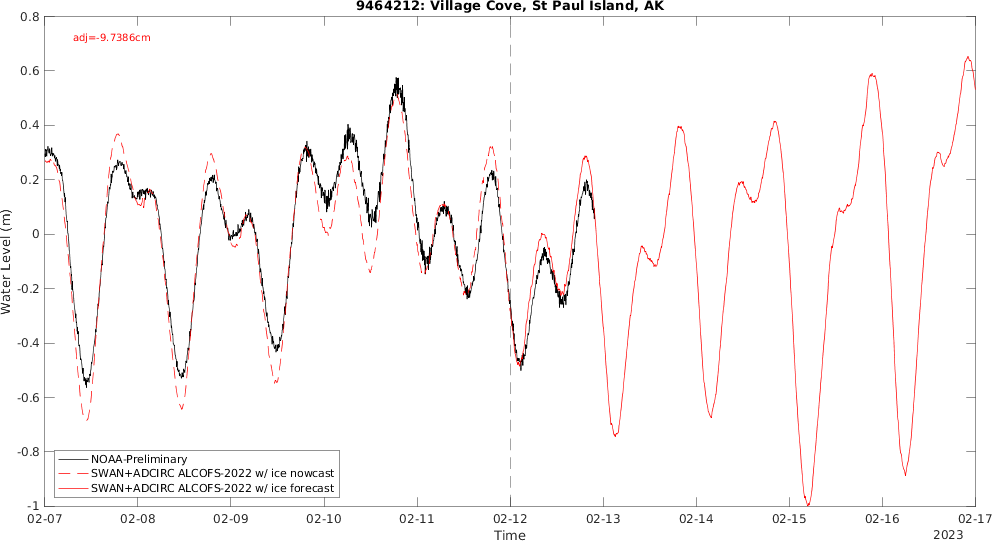 9464212: Village Cove, St Paul Island, AK
adj=-9.7386cm
Water Level (m)
0.8
0.6
0.4
0.2
0
-0.2
-0.4
-0.6
-0.8
-1
NOAA-Preliminary
SWAN+ADCIRC ALCOFS-2022 w/ ice nowcast
SWAN+ADCIRC ALCOFS-2022 w/ ice forecast
02-07 02-08 02-09 02-10 02-11 02-12 02-13 02-14 02-15 02-16 02-17
Time
2023